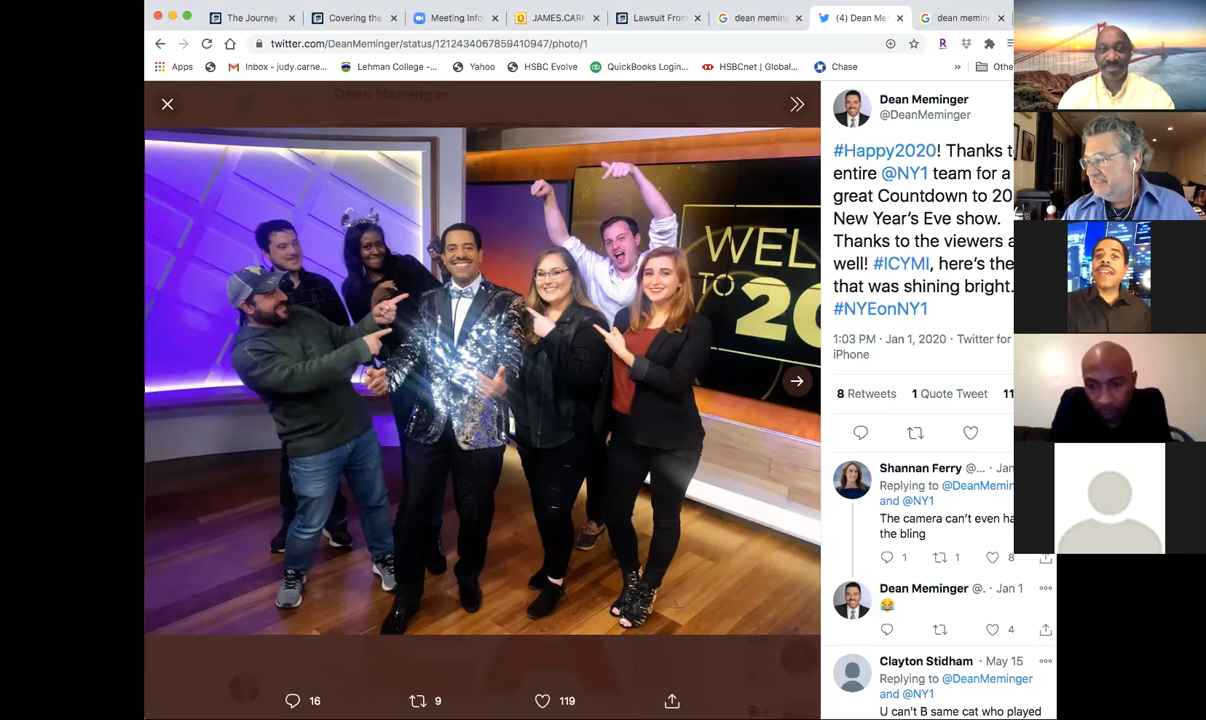 The Journey
Covering the
Meeting Info
JAMES.CARR
Lawsuit From
dean meming
(4) Dean Me
dean memin
twitter.com/DeanMeminger/status/1212434067859410947/photo/1
R
Apps
Inbox - judy.carne...
Lehman College -...
Yahoo
HSBC Evolve
QuickBooks Login...
HSBCnet | Global...
Chase
Othe
Dean Meminger
WEL
TO 20
Dean Meminger
@DeanMeminger
#Happy2020! Thanks t
entire @NY1 team for a
great Countdown to 20
New Year's Eve show.
Thanks to the viewers a
well! #ICYMI, here's the
that was shining bright.
#NYEonNY1
1:03 PM · Jan 1, 2020 · Twitter for
iPhone
8 Retweets 1 Quote Tweet 11
Shannan Ferry @... · Jan
Replying to @DeanMemin
and @NY1
The camera can't even ha
the bling
1 1 8
Dean Meminger @. · Jan 1
4
Clayton Stidham · May 15
Replying to @DeanMeminger
and @NY1
U can't B same cat who played
16 9 119